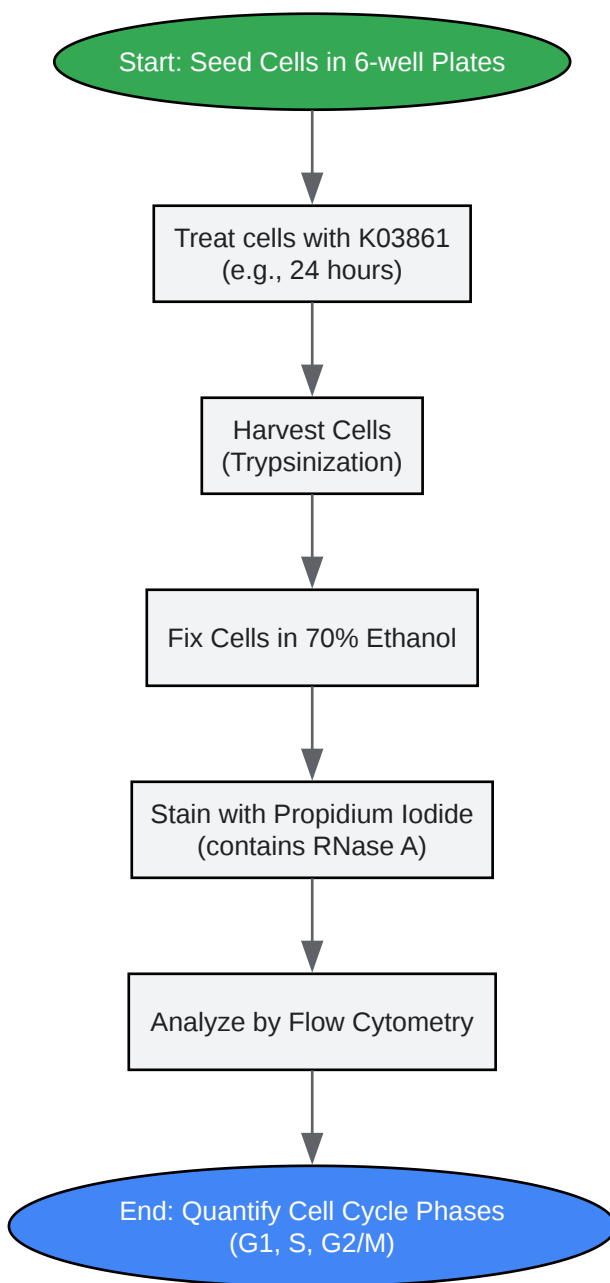 Start: Seed Cells in 6-well Plates
Treat cells with K03861
(e.g., 24 hours)
Harvest Cells
(Trypsinization)
Fix Cells in 70% Ethanol
Stain with Propidium Iodide
(contains RNase A)
Analyze by Flow Cytometry
End: Quantify Cell Cycle Phases
(G1, S, G2/M)